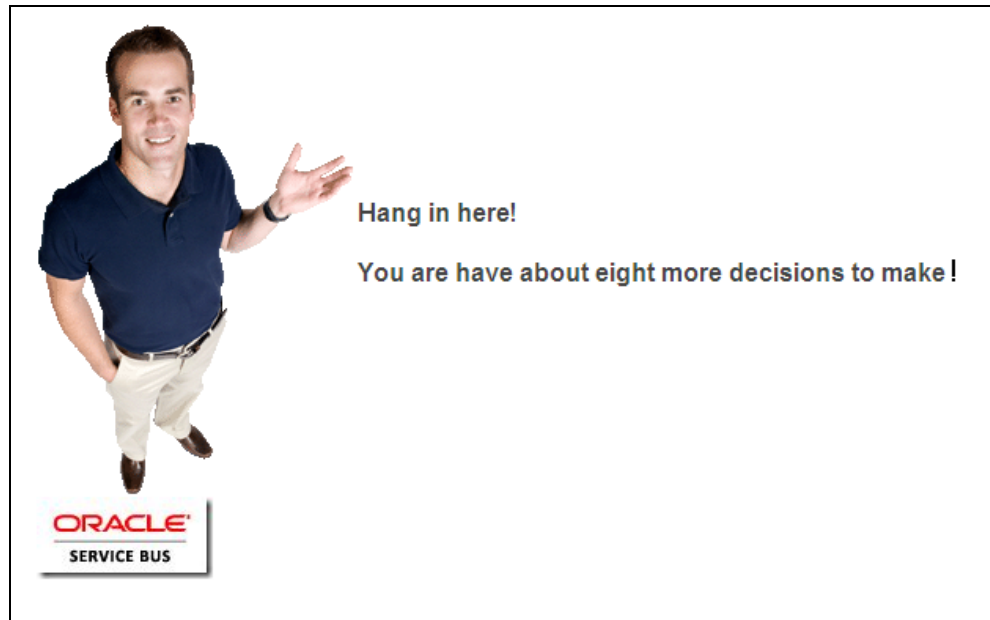 Hang in here!
You are have about eight more decisions to make!
ORACLE
SERVICE BUS